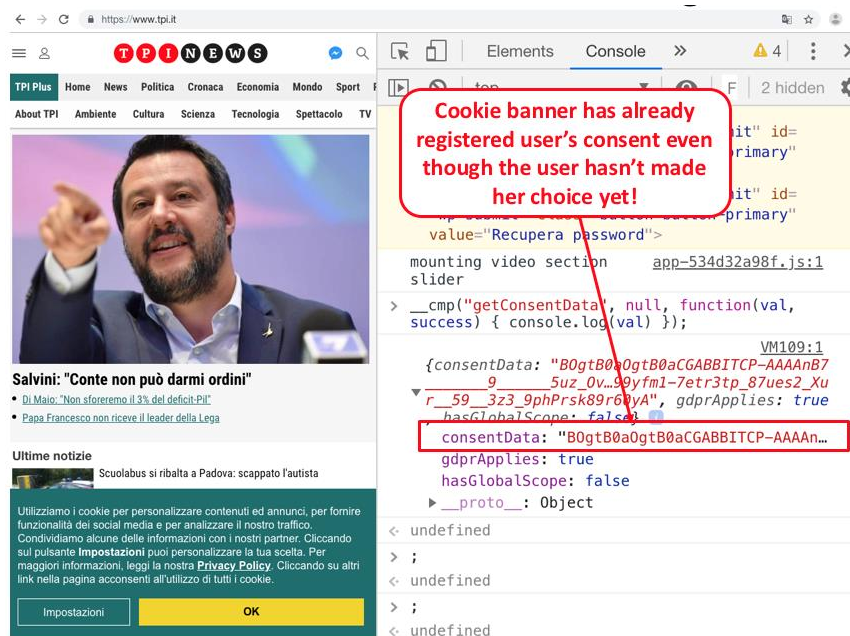 https://www.tpi.it
TPI NEWS
TPI Plus Home News Politica Cronaca Economia Mondo Sport
About TPI Ambiente Cultura Scienza Tecnologia Spettacolo TV
Salvini: "Conte non può darmi ordini"
Di Maio: "Non sforeremo il 3% del deficit-Pil"
Papa Francesco non riceve il leader della Lega
Ultime notizie
Scuolabus si ribalta a Padova: scappato l'autista
Utilizziamo i cookie per personalizzare contenuti ed annunci, per fornire
funzionalità dei social media e per analizzare il nostro traffico.
Condividiamo alcune delle informazioni con i nostri partner. Cliccando
sul pulsante Impostazioni puoi personalizzare la tua scelta. Per
maggiori informazioni, leggi la nostra Privacy Policy. Cliccando su altri
link nella pagina acconsenti all'utilizzo di tutti i cookie.
Impostazioni OK
Elements Console » 4
top F 2 hidden
Cookie banner has already
registered user's consent even
though the user hasn't made
her choice yet!
id=
rimary"
id=
primary"
value="Recupera password">
mounting video section app-534d32a98f.js:1
slider
> __cmp("getConsentData", null, function(val,
success) { console.log(val) });
VM109:1
{consentData: "BOgtB0aOgtB0aCGABBITCP-AAAAnB7
_______9______5uz_Ov…99yfm1-7etr3tp_87ues2_Xu
r__59__3z3_9phPrsk89r60yA", gdprApplies: true
, hasGlobalScope: false}
consentData: "BOgtB0aOgtB0aCGABBITCP-AAAAn…
gdprApplies: true
hasGlobalScope: false
__proto__: Object
undefined
> ;
undefined
> ;
undefined